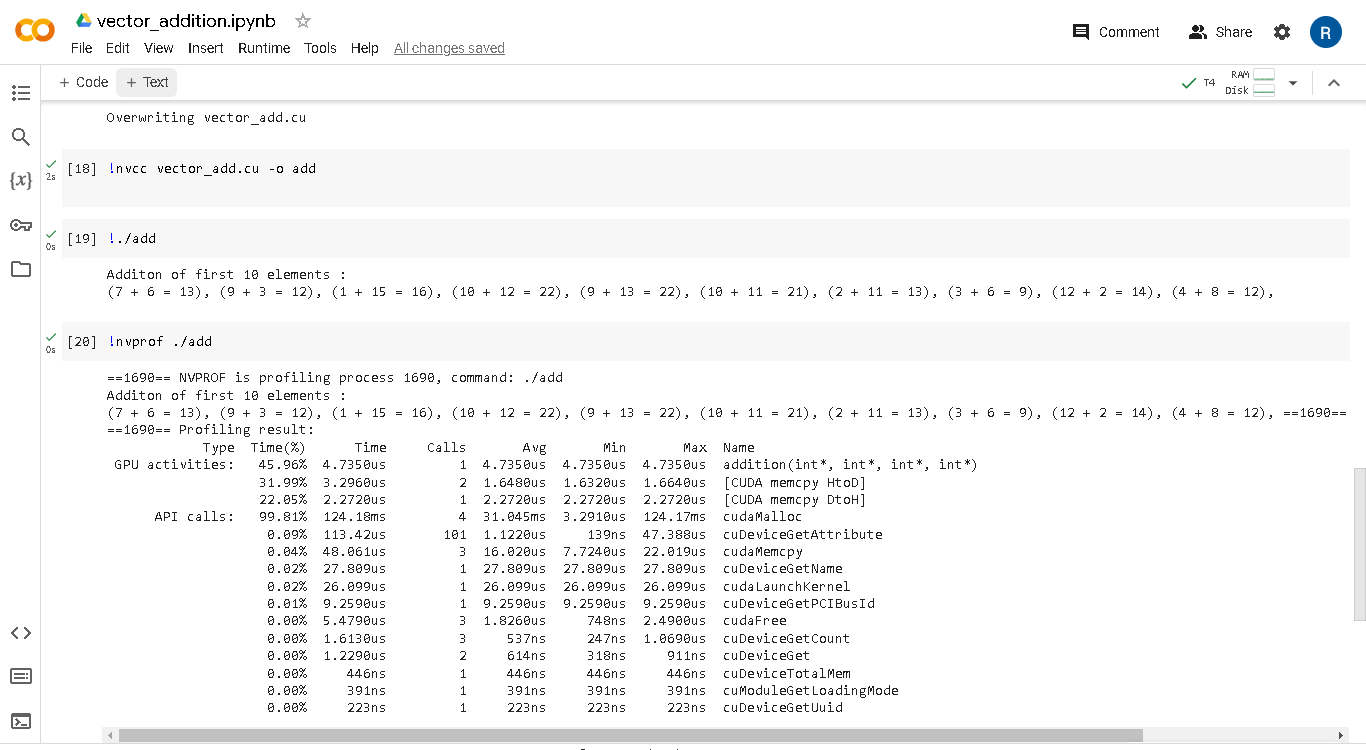 vector_addition.ipynb
File Edit View Insert Runtime Tools Help All changes saved
Comment
Share
R
+ Code + Text
T4
RAM
Disk
Overwriting vector_add.cu
2s
[18] !nvcc vector_add.cu -o add
0s
[19] !./add
Additon of first 10 elements :
(7 + 6 = 13), (9 + 3 = 12), (1 + 15 = 16), (10 + 12 = 22), (9 + 13 = 22), (10 + 11 = 21), (2 + 11 = 13), (3 + 6 = 9), (12 + 2 = 14), (4 + 8 = 12),
0s
[20] !nvprof ./add
==1690== NVPROF is profiling process 1690, command: ./add
Additon of first 10 elements :
(7 + 6 = 13), (9 + 3 = 12), (1 + 15 = 16), (10 + 12 = 22), (9 + 13 = 22), (10 + 11 = 21), (2 + 11 = 13), (3 + 6 = 9), (12 + 2 = 14), (4 + 8 = 12), ==1690==
==1690== Profiling result:
Type Time(%) Time Calls Avg Min Max Name
GPU activities: 45.96% 4.7350us 1 4.7350us 4.7350us 4.7350us addition(int*, int*, int*, int*)
31.99% 3.2960us 2 1.6480us 1.6320us 1.6640us [CUDA memcpy HtoD]
22.05% 2.2720us 1 2.2720us 2.2720us 2.2720us [CUDA memcpy DtoH]
API calls: 99.81% 124.18ms 4 31.045ms 3.2910us 124.17ms cudaMalloc
0.09% 113.42us 101 1.1220us 139ns 47.388us cuDeviceGetAttribute
0.04% 48.061us 3 16.020us 7.7240us 22.019us cudaMemcpy
0.02% 27.809us 1 27.809us 27.809us 27.809us cuDeviceGetName
0.02% 26.099us 1 26.099us 26.099us 26.099us cudaLaunchKernel
0.01% 9.2590us 1 9.2590us 9.2590us 9.2590us cuDeviceGetPCIBusId
0.00% 5.4790us 3 1.8260us 748ns 2.4900us cudaFree
0.00% 1.6130us 3 537ns 247ns 1.0690us cuDeviceGetCount
0.00% 1.2290us 2 614ns 318ns 911ns cuDeviceGet
0.00% 446ns 1 446ns 446ns 446ns cuDeviceTotalMem
0.00% 391ns 1 391ns 391ns 391ns cuModuleGetLoadingMode
0.00% 223ns 1 223ns 223ns 223ns cuDeviceGetUuid